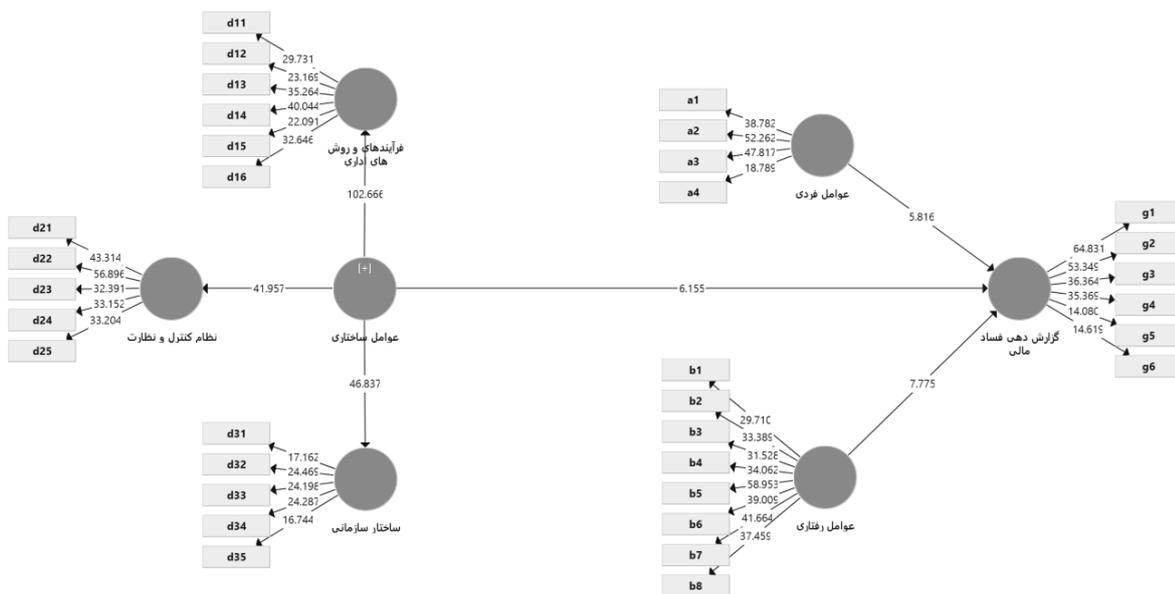 d11
d12
d13
d14
d15
d16
29.731
23.169
35.264
40.044
22.091
32.646
فرآیندهای و روش
های اداری
102.666
d21
d22
d23
d24
d25
43.314
56.896
32.391
33.152
33.204
نظام کنترل و نظارت
41.957
[+]
عوامل ساختاری
46.837
d31
d32
d33
d34
d35
17.162
24.469
24.198
24.287
16.744
ساختار سازمانی
a1
a2
a3
a4
38.782
52.262
47.817
18.789
عوامل فردی
5.816
6.155
7.775
b1
b2
b3
b4
b5
b6
b7
b8
29.710
33.389
31.528
34.062
58.953
39.009
41.664
37.459
عوامل رفتاری
g1
g2
g3
g4
g5
g6
64.831
53.349
36.364
35.369
14.080
14.619
گزارش دهی فساد
مالی